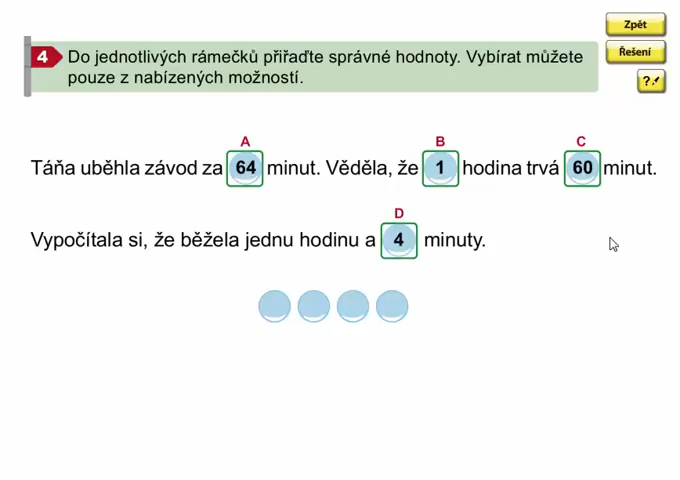 Zpět
4 Do jednotlivých rámečků přiřaďte správné hodnoty. Vybírat můžete
Řešení
pouze z nabízených možností.
?
A B C
Táňa uběhla závod za 64 minut. Věděla, že 1 hodina trvá 60 minut.
D
Vypočítala si, že běžela jednu hodinu a 4 minuty.